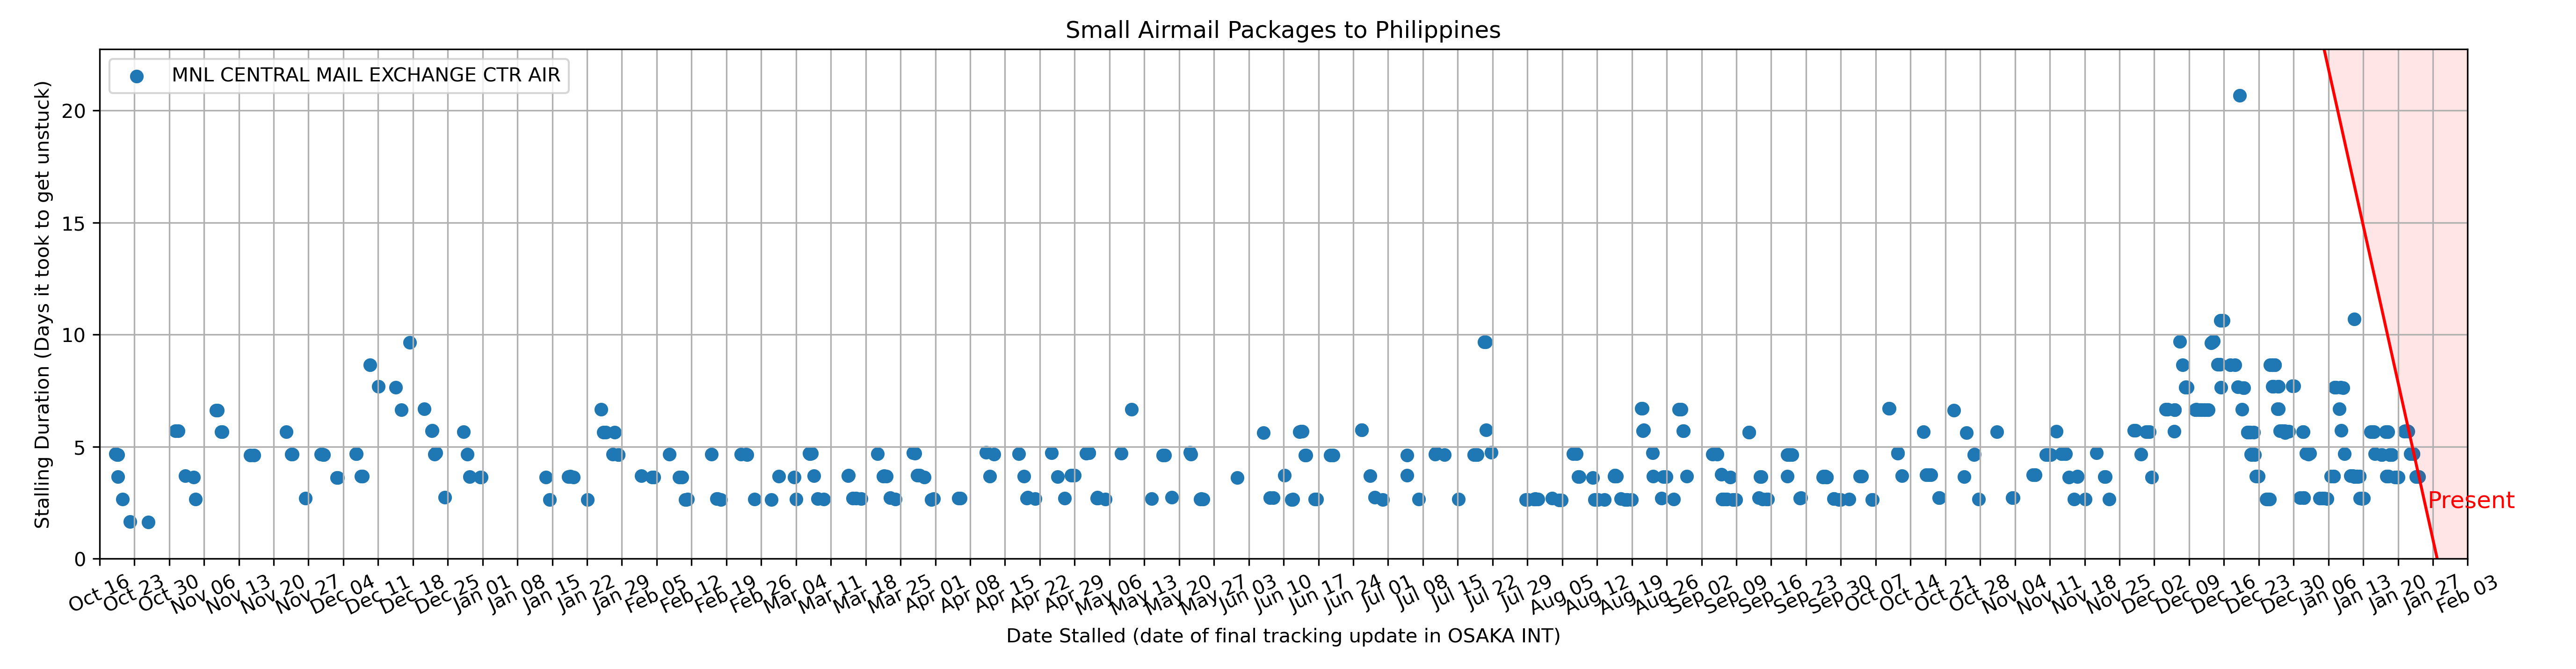 Small Airmail Packages to Philippines
MNL CENTRAL MAIL EXCHANGE CTR AIR
Stalling Duration (Days it took to get unstuck)
20
15
10
5
0
Present
Oct 16
Oct 23
Oct 30
Nov 06
Nov 13
Nov 20
Nov 27
Dec 04
Dec 11
Dec 18
Dec 25
Jan 01
Jan 08
Jan 15
Jan 22
Jan 29
Feb 05
Feb 12
Feb 19
Feb 26
Mar 04
Mar 11
Mar 18
Mar 25
Apr 01
Apr 08
Apr 15
Apr 22
Apr 29
May 06
May 13
May 20
May 27
Jun 03
Jun 10
Jun 17
Jun 24
Jul 01
Jul 08
Jul 15
Jul 22
Jul 29
Aug 05
Aug 12
Aug 19
Aug 26
Sep 02
Sep 09
Sep 16
Sep 23
Sep 30
Oct 07
Oct 14
Oct 21
Oct 28
Nov 04
Nov 11
Nov 18
Nov 25
Dec 02
Dec 09
Dec 16
Dec 23
Dec 30
Jan 06
Jan 13
Jan 20
Jan 27
Feb 03
Date Stalled (date of final tracking update in OSAKA INT)